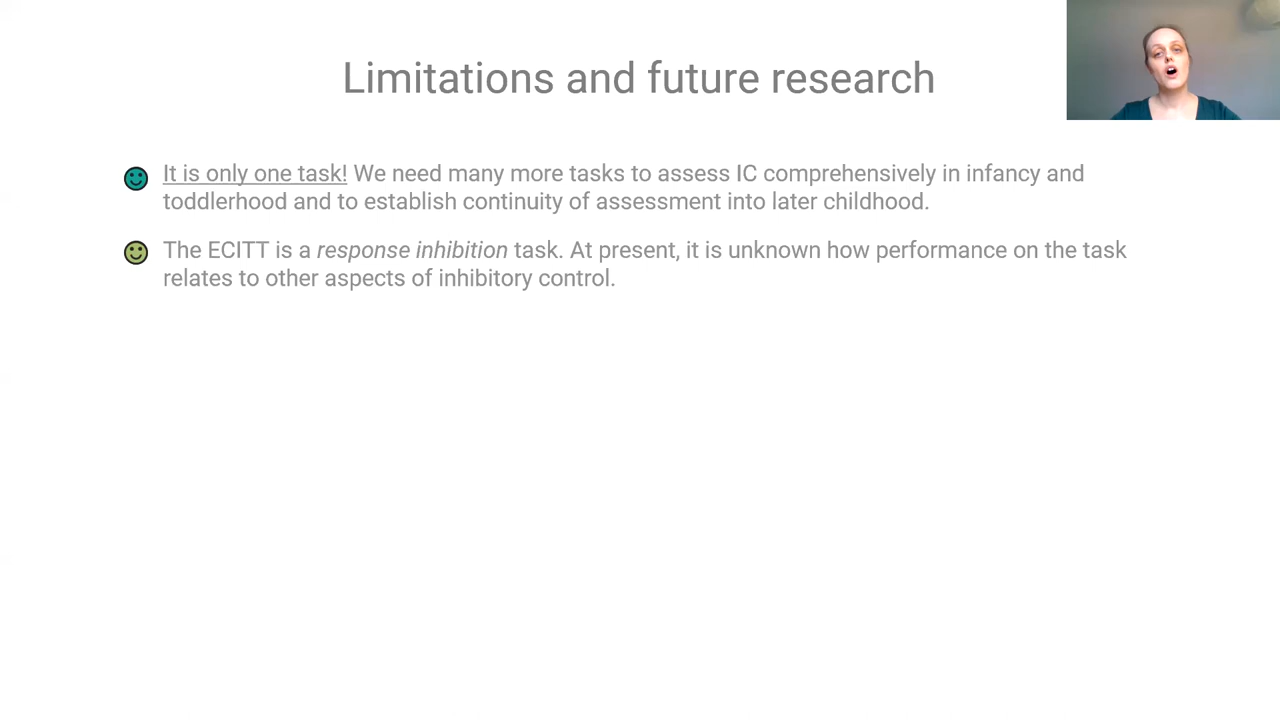 Limitations and future research
It is only one task! We need many more tasks to assess IC comprehensively in infancy and
toddlerhood and to establish continuity of assessment into later childhood.
The ECITT is a response inhibition task. At present, it is unknown how performance on the task
relates to other aspects of inhibitory control.